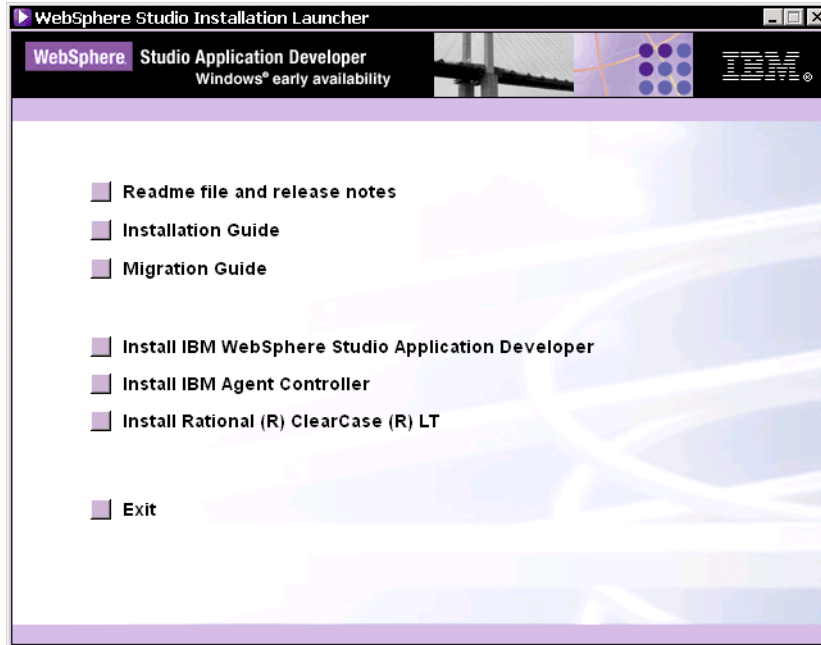 WebSphere Studio Installation Launcher
WebSphere. Studio Application Developer
Windows® early availability
IBM®
Readme file and release notes
Installation Guide
Migration Guide
Install IBM WebSphere Studio Application Developer
Install IBM Agent Controller
Install Rational (R) ClearCase (R) LT
Exit